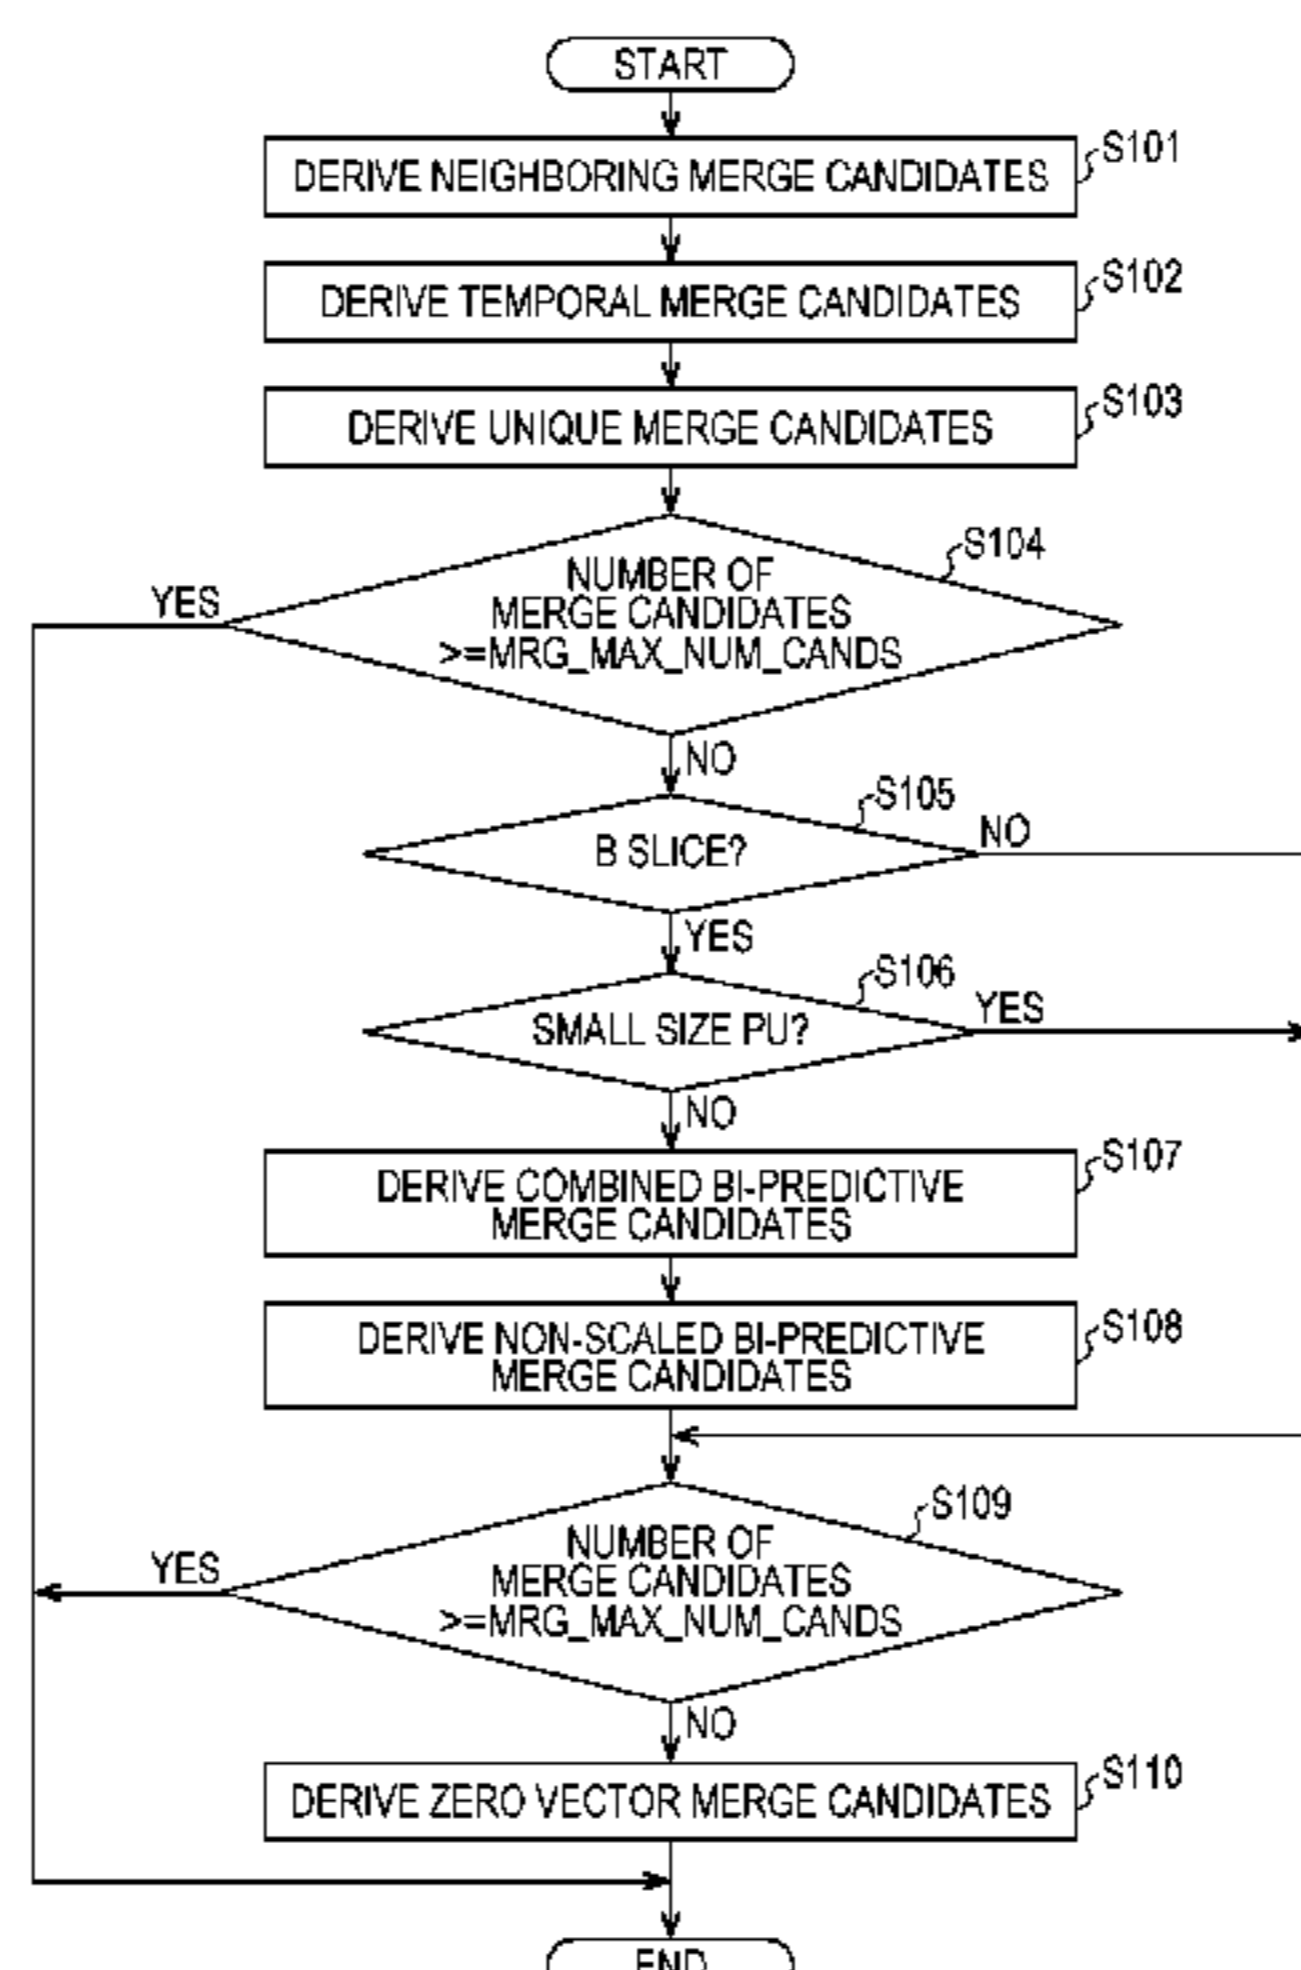 START
DERIVE NEIGHBORING MERGE CANDIDATES
S101
DERIVE TEMPORAL MERGE CANDIDATES
S102
DERIVE UNIQUE MERGE CANDIDATES
S103
NUMBER OF
MERGE CANDIDATES
>=MRG_MAX_NUM_CANDS
S104
YES
NO
B SLICE?
S105
NO
YES
SMALL SIZE PU?
S106
YES
NO
DERIVE COMBINED BI-PREDICTIVE
MERGE CANDIDATES
S107
DERIVE NON-SCALED BI-PREDICTIVE
MERGE CANDIDATES
S108
NUMBER OF
MERGE CANDIDATES
>=MRG_MAX_NUM_CANDS
S109
YES
NO
DERIVE ZERO VECTOR MERGE CANDIDATES
S110
END